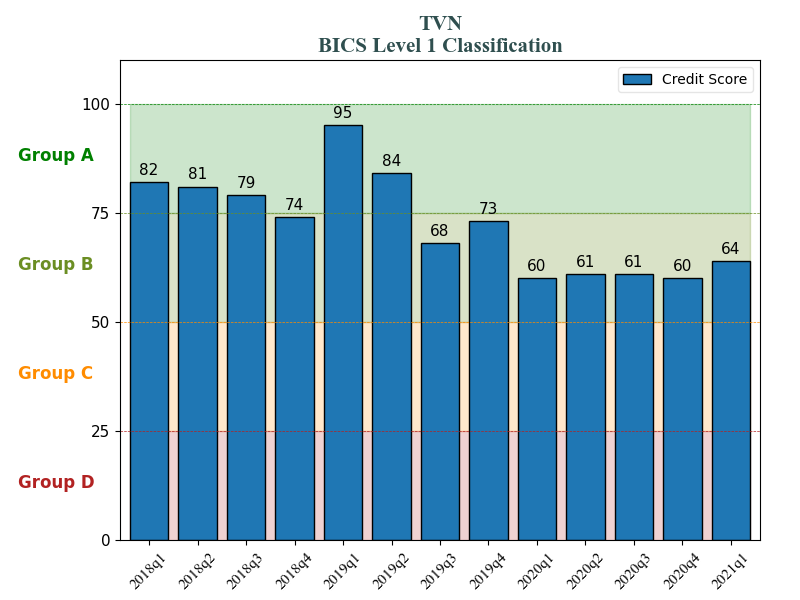 TVN
BICS Level 1 Classification
Credit Score
100
75
50
25
0
Group A
Group B
Group C
Group D
82
81
79
74
95
84
68
73
60
61
61
60
64
2018q1
2018q2
2018q3
2018q4
2019q1
2019q2
2019q3
2019q4
2020q1
2020q2
2020q3
2020q4
2021q1